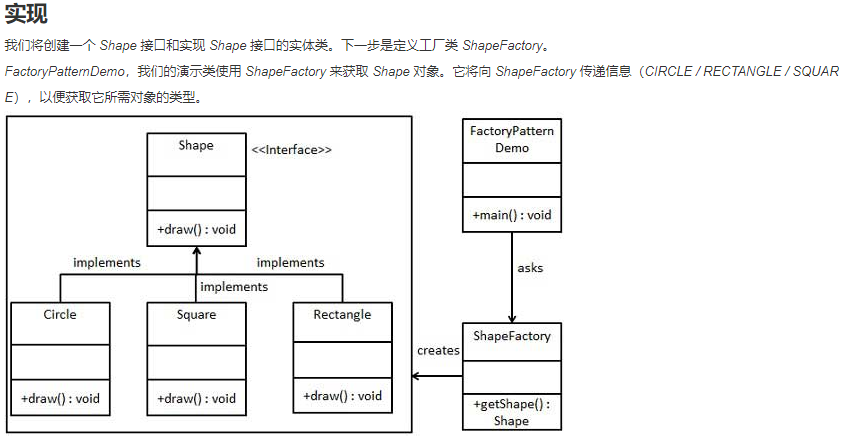 实现
我们将创建一个 Shape 接口和实现 Shape 接口的实体类。下一步是定义工厂类 ShapeFactory。
FactoryPatternDemo，我们的演示类使用 ShapeFactory 来获取 Shape 对象。它将向 ShapeFactory 传递信息（CIRCLE / RECTANGLE / SQUAR
E），以便获取它所需对象的类型。
Shape
<<Interface>>
+draw() : void
FactoryPattern
Demo
+main() : void
implements
implements
implements
asks
Circle
+draw() : void
Square
+draw() : void
Rectangle
+draw() : void
creates
ShapeFactory
+getShape() :
Shape